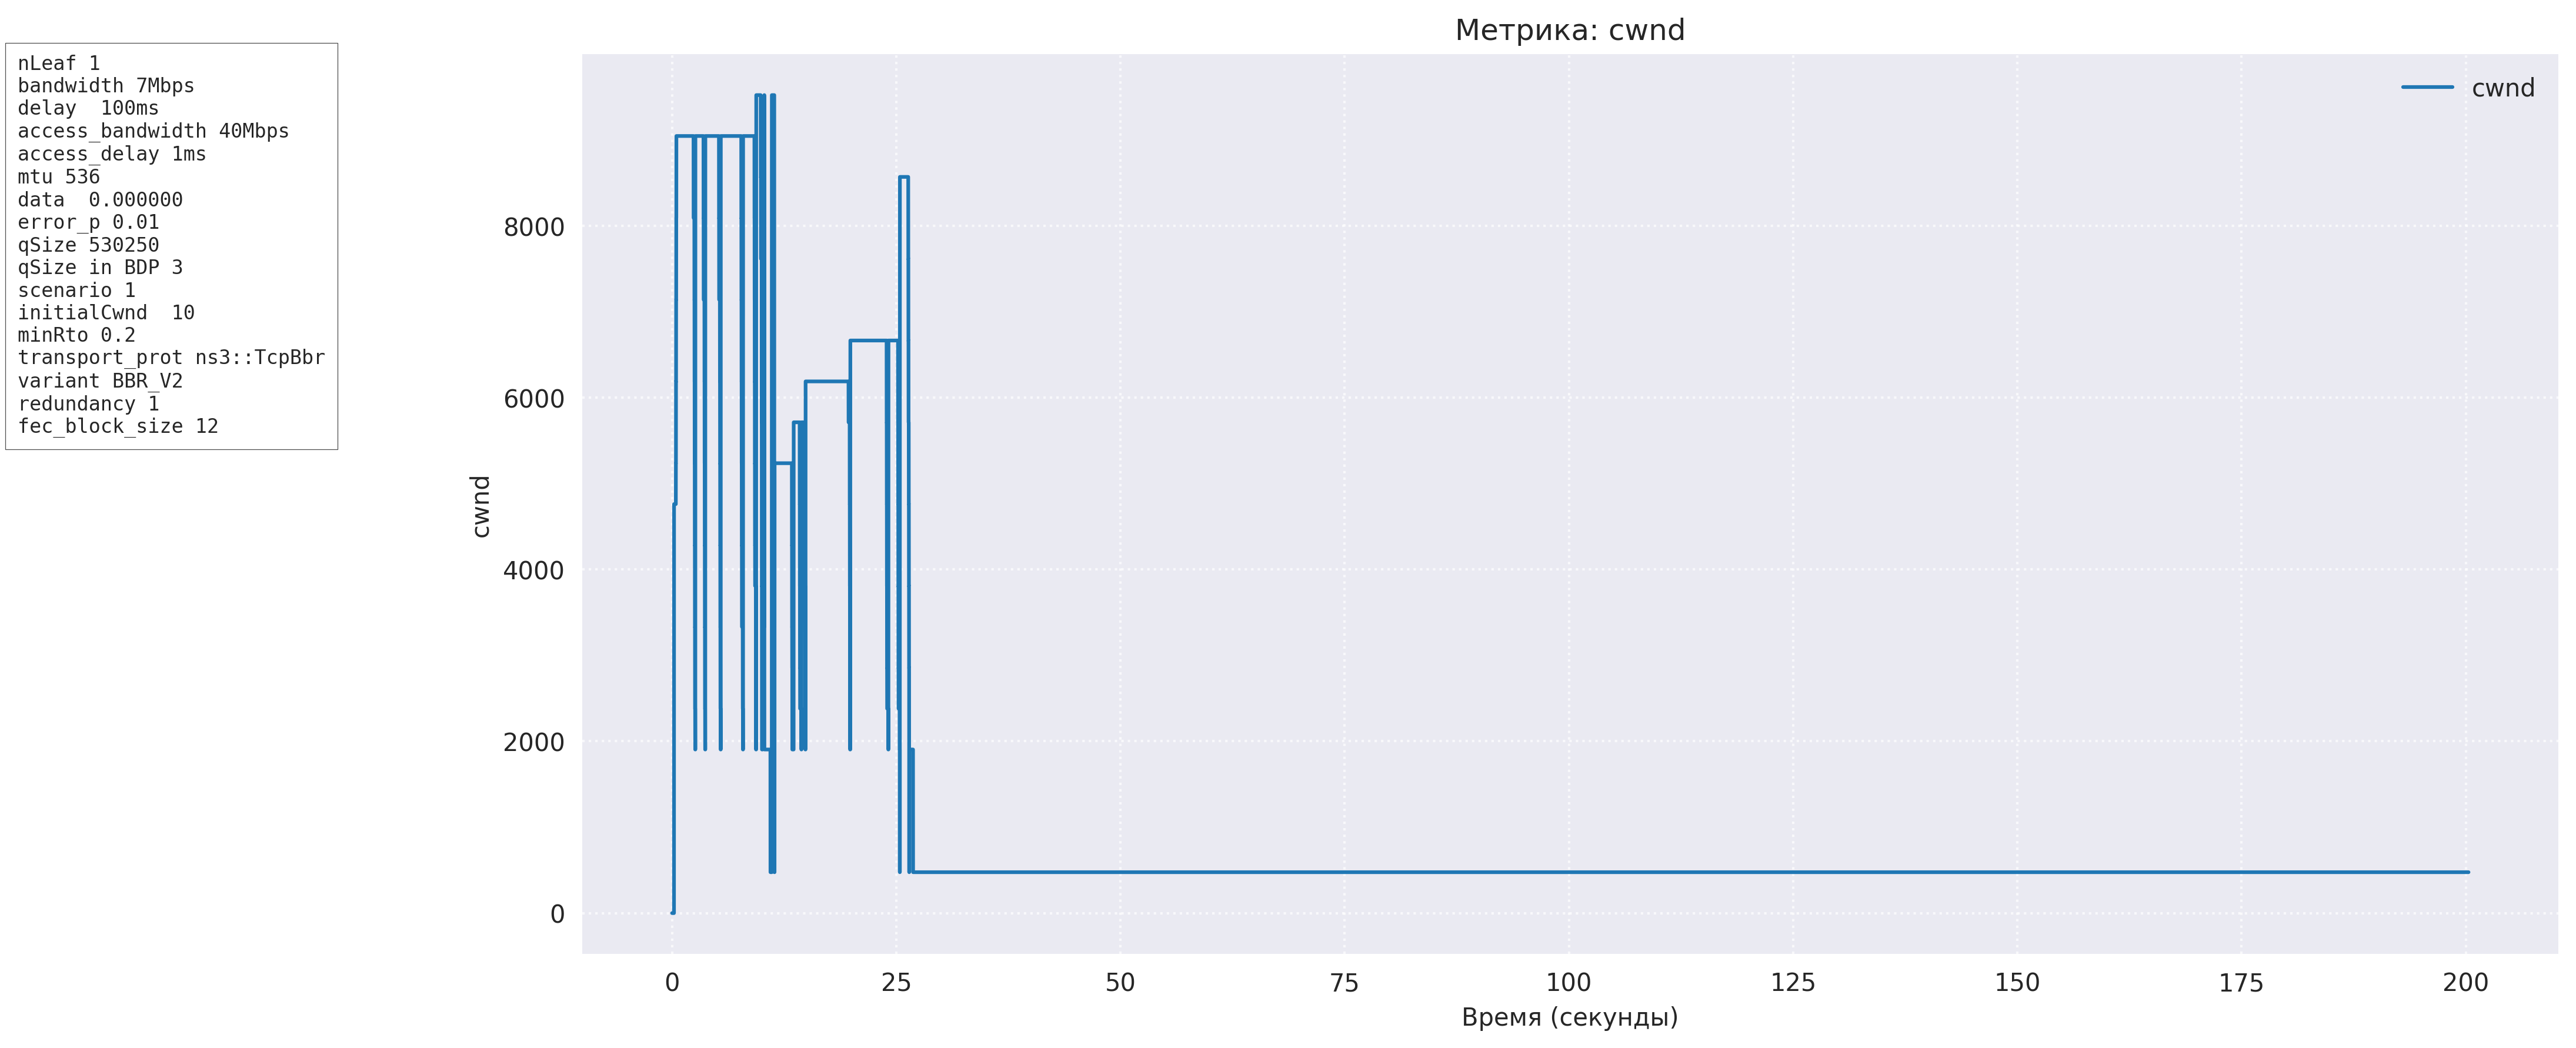 Метрика: cwnd
nLeaf 1
bandwidth 7Mbps
delay  100ms
access_bandwidth 40Mbps
access_delay 1ms
mtu 536
data  0.000000
error_p 0.01
qSize 530250
qSize in BDP 3
scenario 1
initialCwnd  10
minRto 0.2
transport_prot ns3::TcpBbr
variant BBR_V2
redundancy 1
fec_block_size 12
cwnd
cwnd
8000
6000
4000
2000
0
0 25 50 75 100 125 150 175 200
Время (секунды)